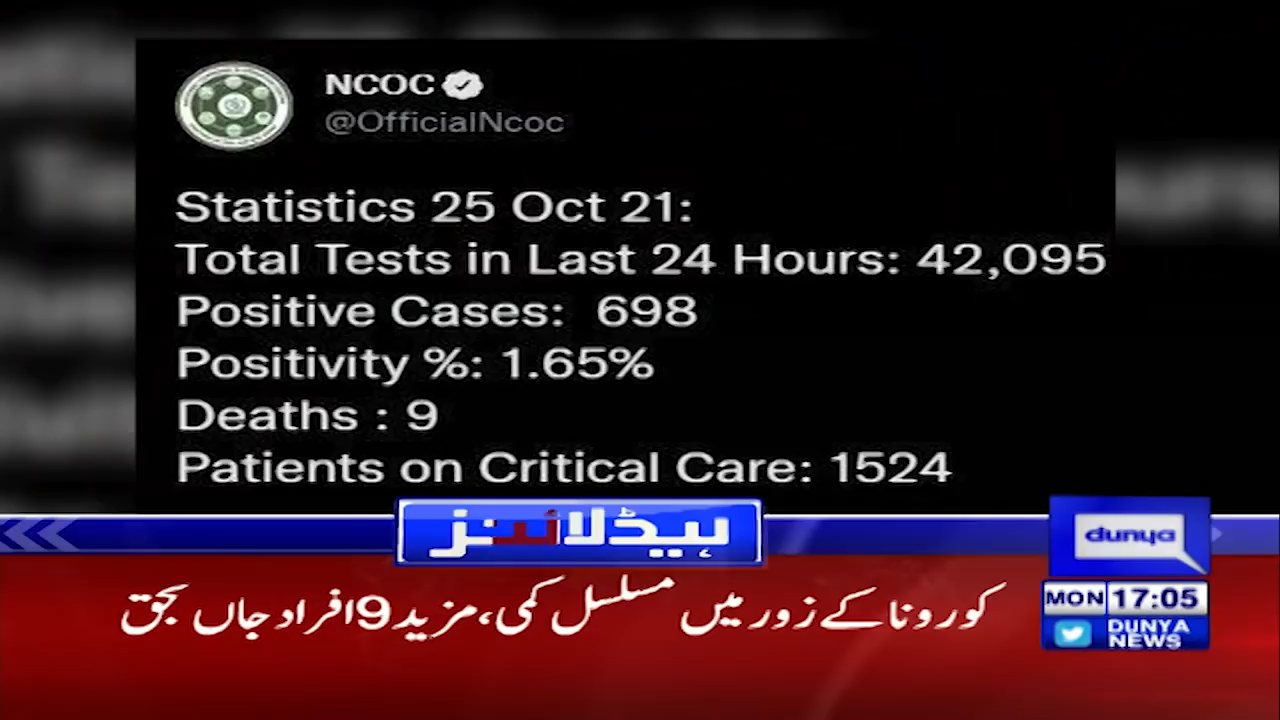 NCOC
@OfficialNcoc
Statistics 25 Oct 21:
Total Tests in Last 24 Hours: 42,095
Positive Cases: 698
Positivity %: 1.65%
Deaths : 9
Patients on Critical Care: 1524
ہیڈلائنز
dunya
کورونا کے زور میں مسلسل کمی، مزید 9 افراد جاں بحق
MON 17:05
DUNYA NEWS